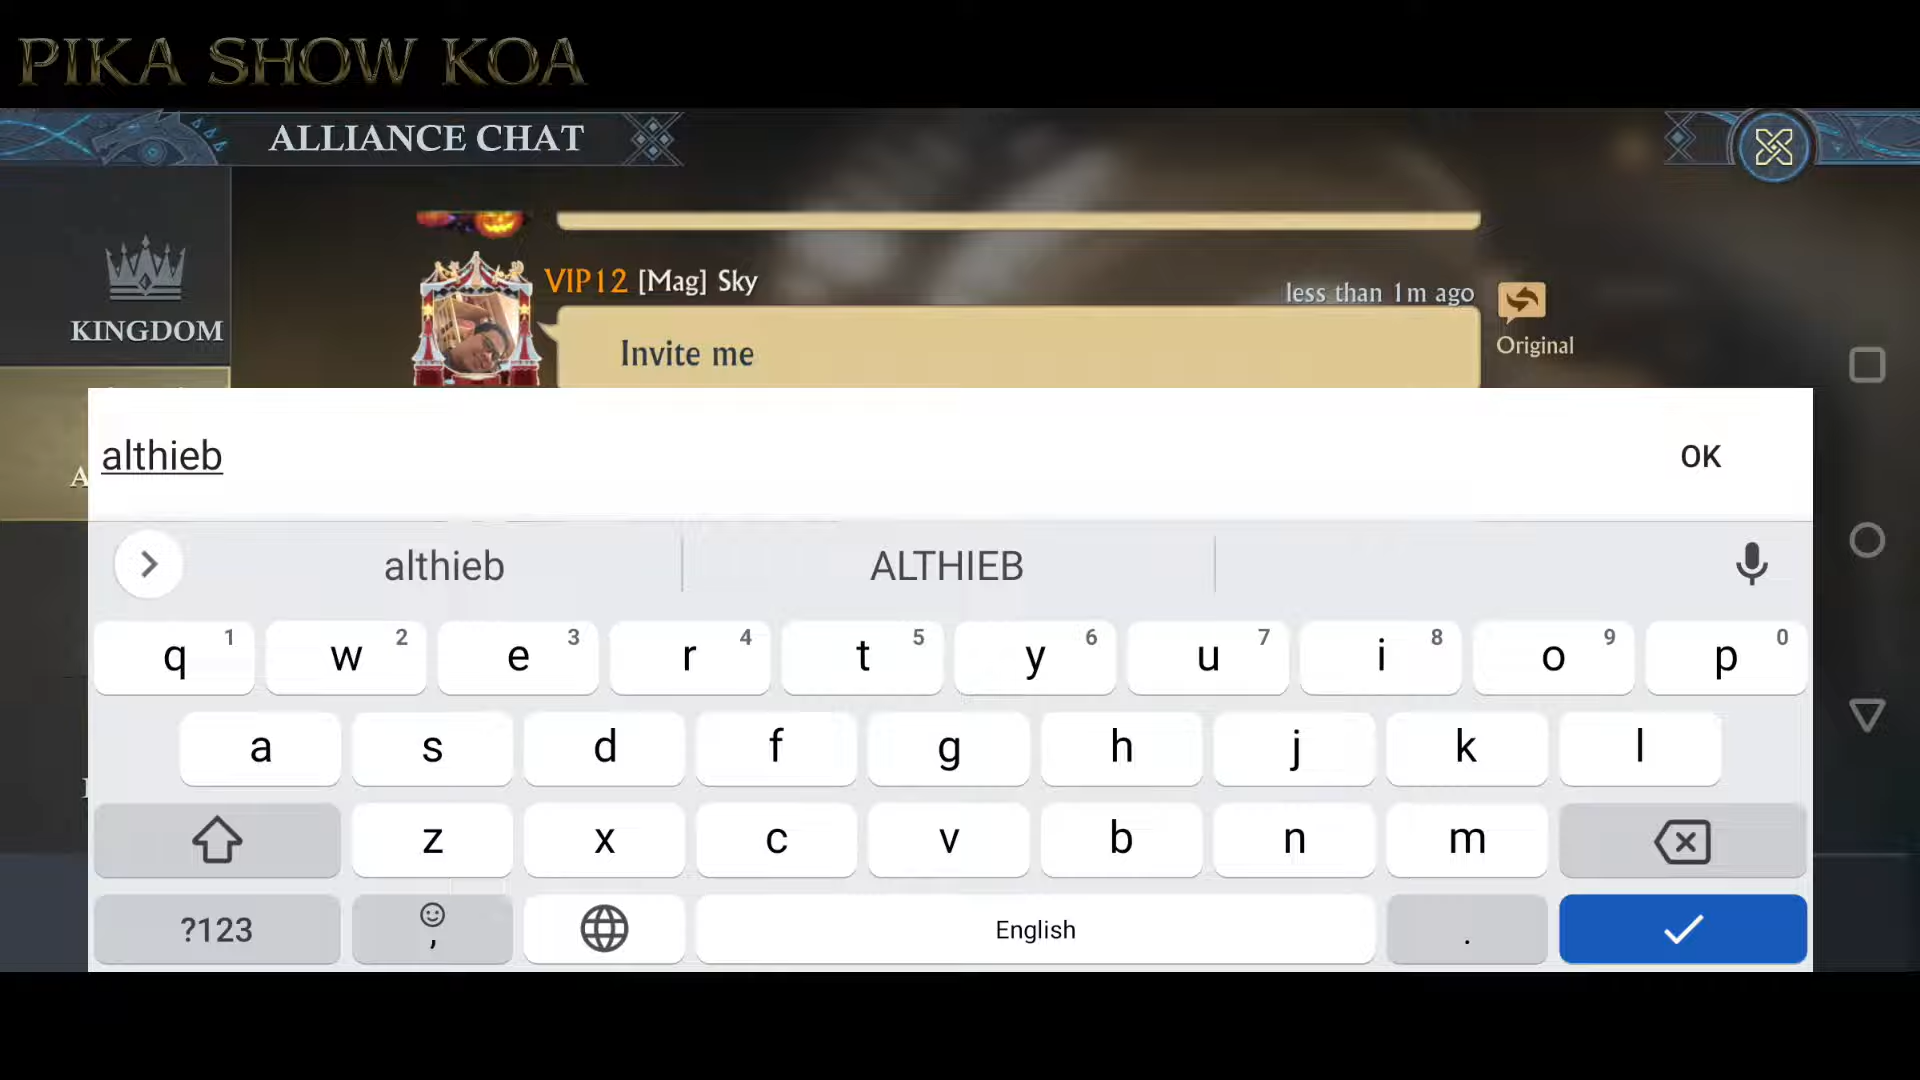 PIKA SHOW KOA
ALLIANCE CHAT
KINGDOM
VIP12 [Mag] Sky
less than 1m ago
Invite me
Original
A
althieb
OK
althieb
ALTHIEB
q 1 w 2 e 3 r 4 t 5 y 6 u 7 i 8 o 9 p 0
a s d f g h j k l
z x c v b n m
?123 , English .